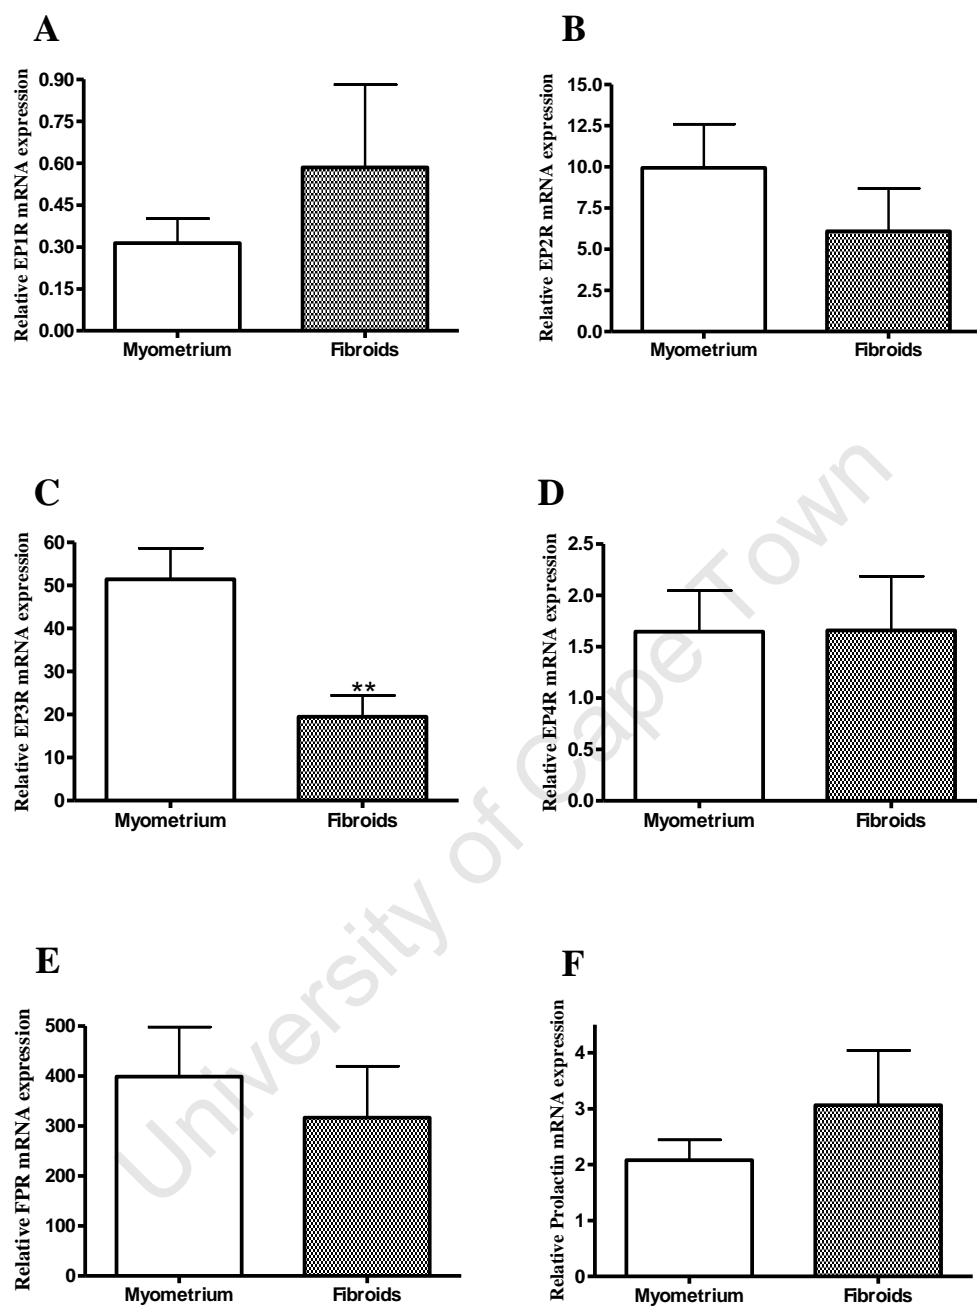 A
Relative EP1R mRNA expression
0.90
0.75
0.60
0.45
0.30
0.15
0.00
Myometrium Fibroids
B
Relative EP2R mRNA expression
15.0
12.5
10.0
7.5
5.0
2.5
0.0
Myometrium Fibroids
C
Relative EP3R mRNA expression
60
50
40
30
20
10
0
**
Myometrium Fibroids
D
Relative EP4R mRNA expression
2.5
2.0
1.5
1.0
0.5
0.0
Myometrium Fibroids
E
Relative FPR mRNA expression
500
400
300
200
100
0
Myometrium Fibroids
F
Relative Prolactin mRNA expression
4
3
2
1
0
Myometrium Fibroids
University of Cape Town